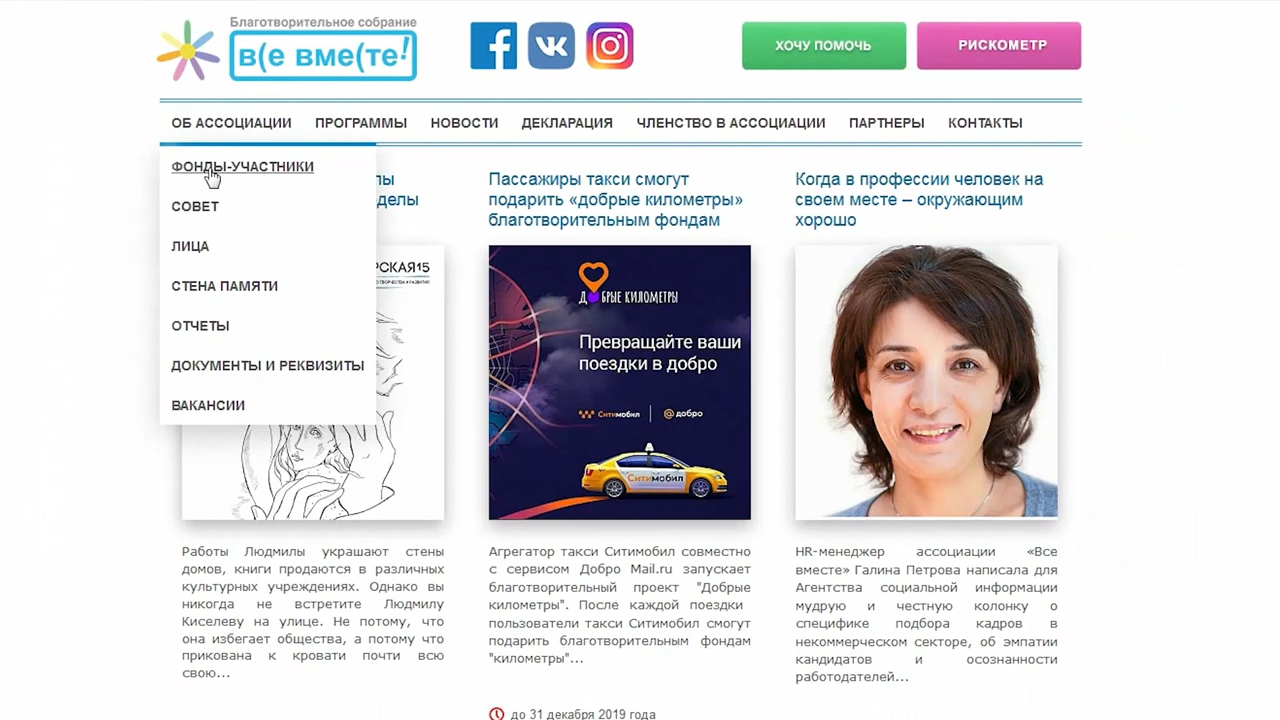 Благотворительное собрание
в(е вме(те!
ХОЧУ ПОМОЧЬ
РИСКОМЕТР
ОБ АССОЦИАЦИИ ПРОГРАММЫ НОВОСТИ ДЕКЛАРАЦИЯ ЧЛЕНСТВО В АССОЦИАЦИИ ПАРТНЕРЫ КОНТАКТЫ
ФОНДЫ-УЧАСТНИКИ
СОВЕТ
ЛИЦА
СТЕНА ПАМЯТИ
ОТЧЕТЫ
ДОКУМЕНТЫ И РЕКВИЗИТЫ
ВАКАНСИИ
лы
делы
РСКАЯ15
Работы Людмилы украшают стены
домов, книги продаются в различных
культурных учреждениях. Однако вы
никогда не встретите Людмилу
Киселеву на улице. Не потому, что
она избегает общества, а потому что
прикована к кровати почти всю
свою...
Пассажиры такси смогут
подарить «добрые километры»
благотворительным фондам
ДОБРЫЕ КИЛОМЕТРЫ
Превращайте ваши
поездки в добро
Ситимобил @добро
Ситимобил
Агрегатор такси Ситимобил совместно
с сервисом Добро Mail.ru запускает
благотворительный проект "Добрые
километры". После каждой поездки
пользователи такси Ситимобил смогут
подарить благотворительным фондам
"километры"...
до 31 декабря 2019 года
Когда в профессии человек на
своем месте – окружающим
хорошо
HR-менеджер ассоциации «Все
вместе» Галина Петрова написала для
Агентства социальной информации
мудрую и честную колонку о
специфике подбора кадров в
некоммерческом секторе, об эмпатии
кандидатов и осознанности
работодателей...